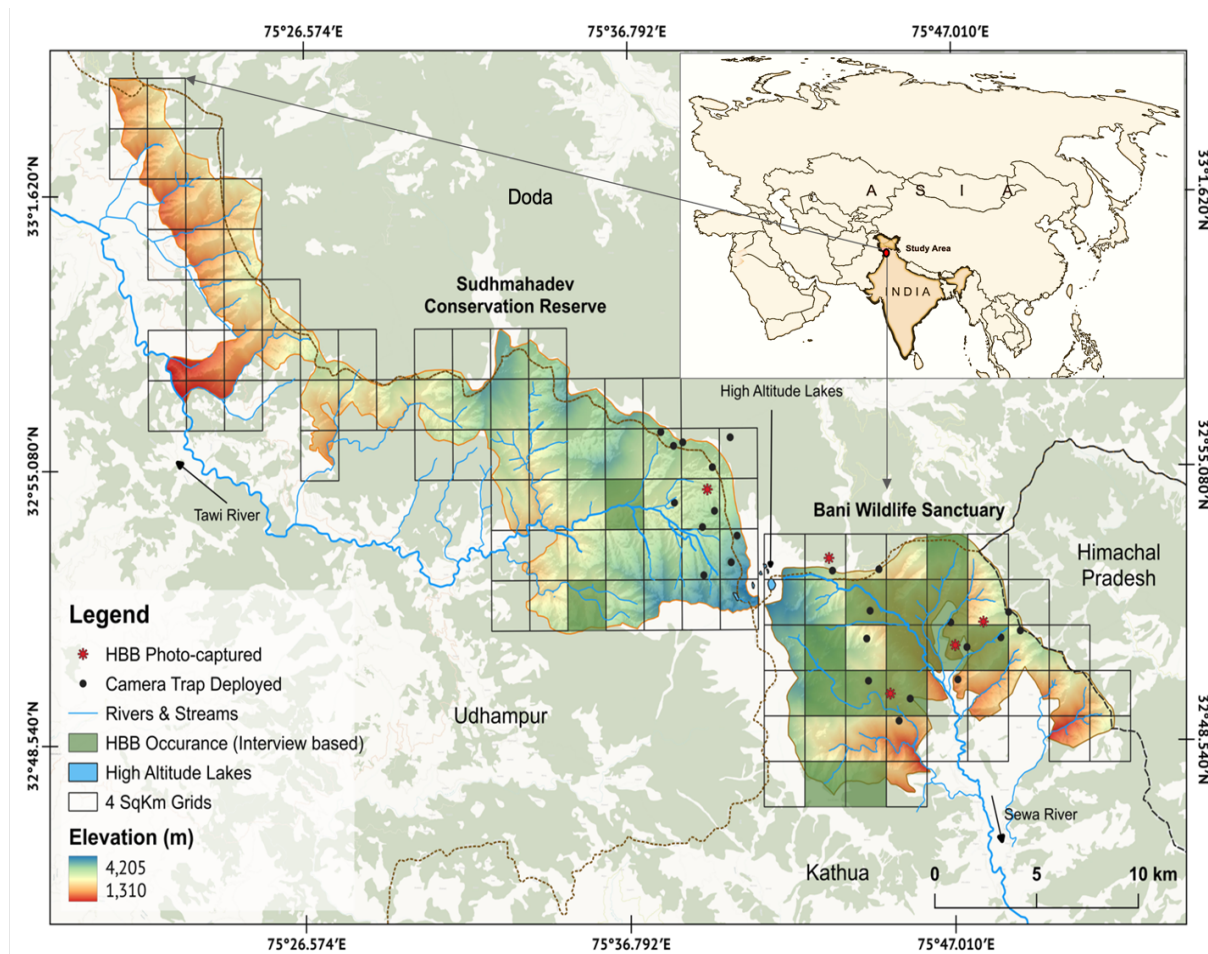 75°26.574'E
75°36.792'E
75°47.010'E
33°1.620'N
33°1.620'N
Doda
A S I A
Study Area
INDIA
Sudhmahadev
Conservation Reserve
High Altitude Lakes
32°55.080'N
32°55.080'N
Tawi River
Bani Wildlife Sanctuary
Himachal
Pradesh
Legend
HBB Photo-captured
Camera Trap Deployed
Rivers & Streams
HBB Occurance (Interview based)
High Altitude Lakes
4 SqKm Grids
Elevation (m)
4,205
1,310
Udhampur
32°48.540'N
32°48.540'N
Sewa River
Kathua
0 5 10 km
75°26.574'E
75°36.792'E
75°47.010'E